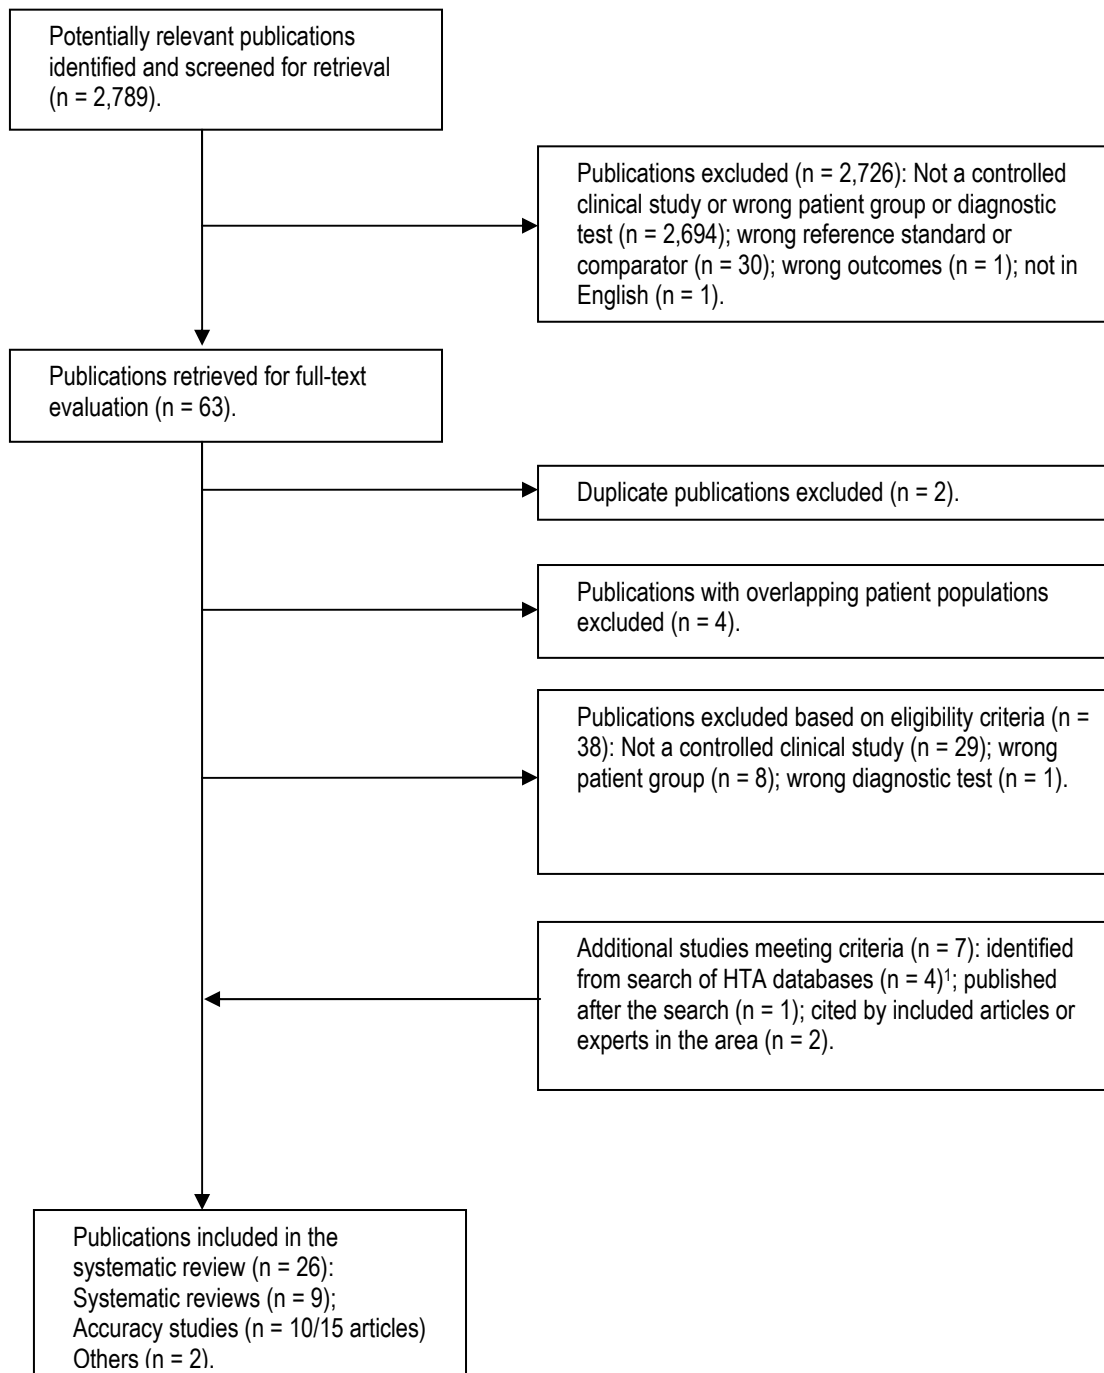 Potentially relevant publications
identified and screened for retrieval
(n = 2,789).
Publications excluded (n = 2,726): Not a controlled
clinical study or wrong patient group or diagnostic
test (n = 2,694); wrong reference standard or
comparator (n = 30); wrong outcomes (n = 1); not in
English (n = 1).
Publications retrieved for full-text
evaluation (n = 63).
Duplicate publications excluded (n = 2).
Publications with overlapping patient populations
excluded (n = 4).
Publications excluded based on eligibility criteria (n =
38): Not a controlled clinical study (n = 29); wrong
patient group (n = 8); wrong diagnostic test (n = 1).
Additional studies meeting criteria (n = 7): identified
from search of HTA databases (n = 4)¹; published
after the search (n = 1); cited by included articles or
experts in the area (n = 2).
Publications included in the
systematic review (n = 26):
Systematic reviews (n = 9);
Accuracy studies (n = 10/15 articles)
Others (n = 2).